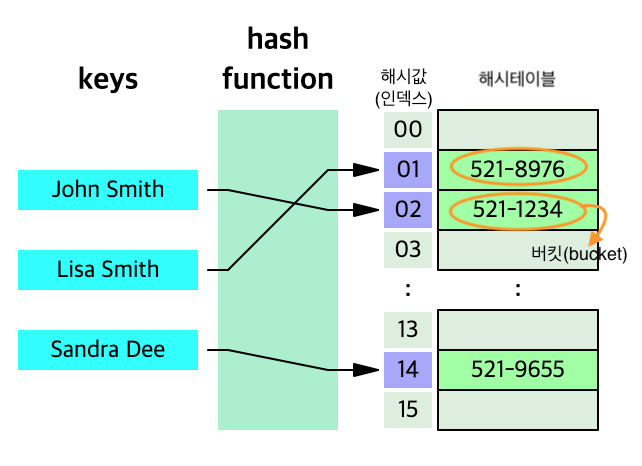 keys
hash
function
해시값
(인덱스)
해시테이블
John Smith
Lisa Smith
Sandra Dee
00
01
521-8976
02
521-1234
03
버킷(bucket)
:
:
13
14
521-9655
15